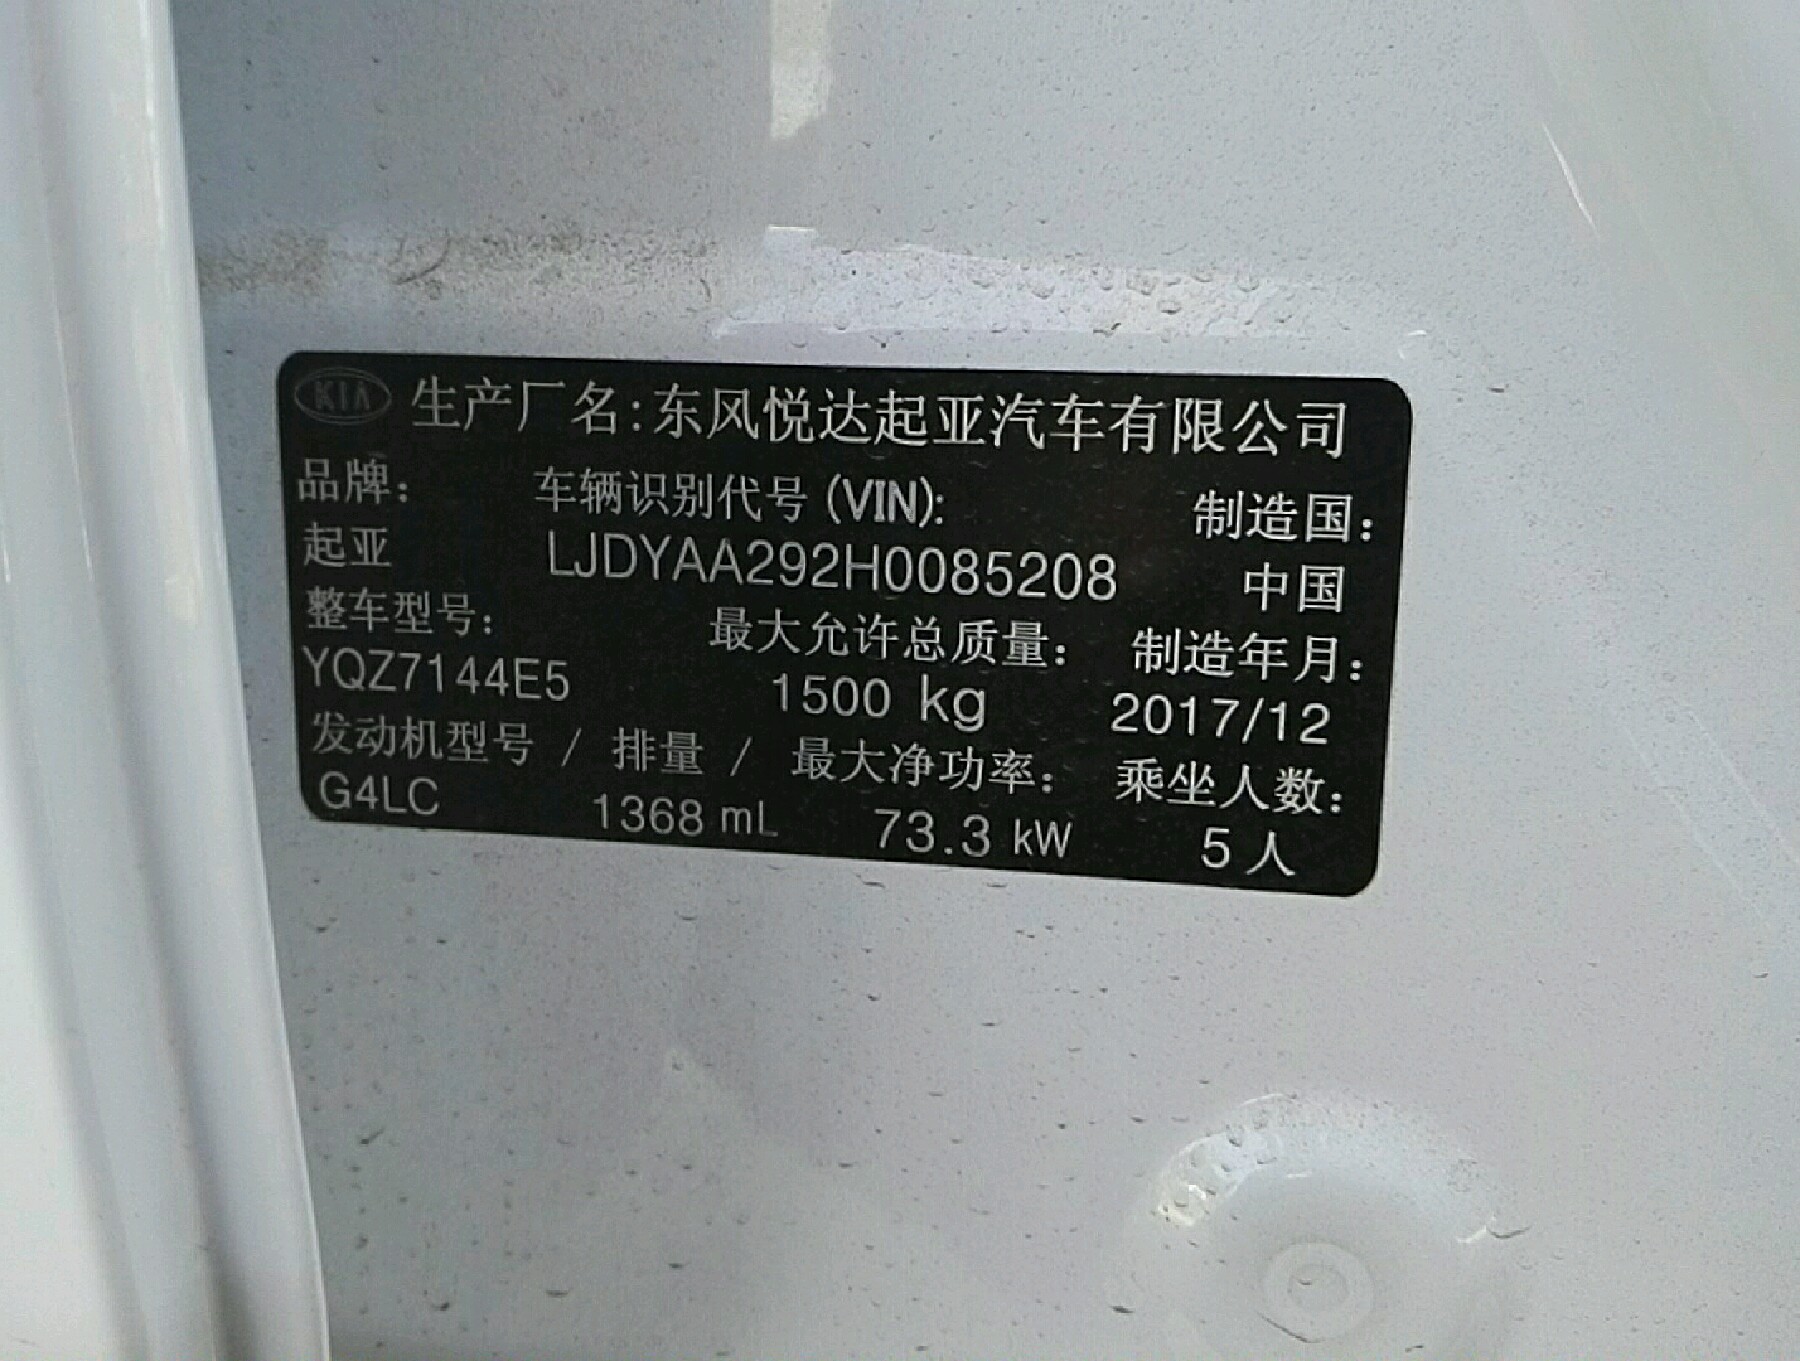 KIA 生产厂名:东风悦达起亚汽车有限公司
品牌: 车辆识别代号 (VIN): 制造国:
起亚 LJDYAA292H0085208 中国
整车型号: 最大允许总质量: 制造年月:
YQZ7144E5 1500 kg 2017/12
发动机型号 / 排量 / 最大净功率: 乘坐人数:
G4LC 1368 mL 73.3 kW 5人